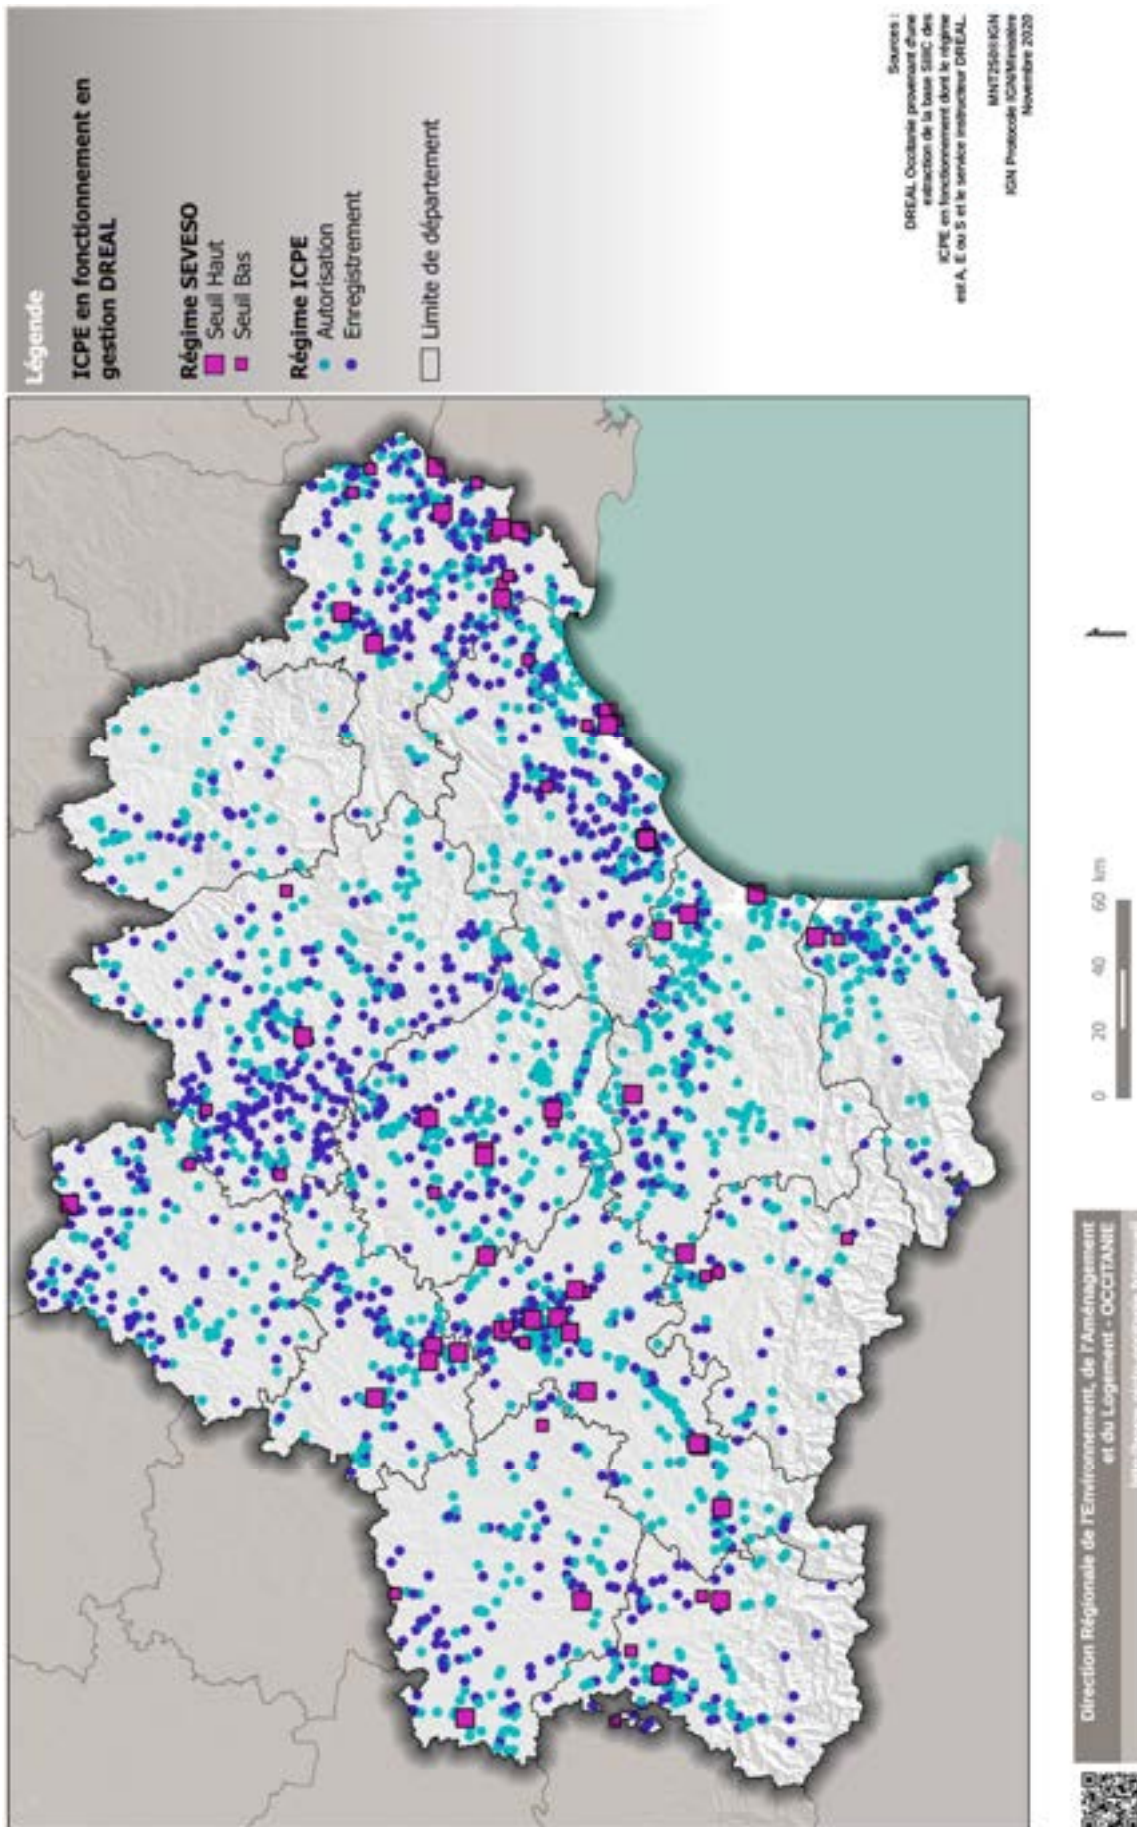 Légende
ICPE en fonctionnement en
gestion DREAL
Régime SEVESO
Seuil Haut
Seuil Bas
Régime ICPE
Autorisation
Enregistrement
Limite de département
Sources :
DREAL Occitanie provenant d'une
extraction de la base S3IC des
ICPE en fonctionnement dont le régime
est A, E ou S et le service instructeur DREAL.
IGN Protocole IGN/Ministère
Novembre 2020
0 20 40 60 km
Direction Régionale de l'Environnement, de l'Aménagement
et du Logement - OCCITANIE